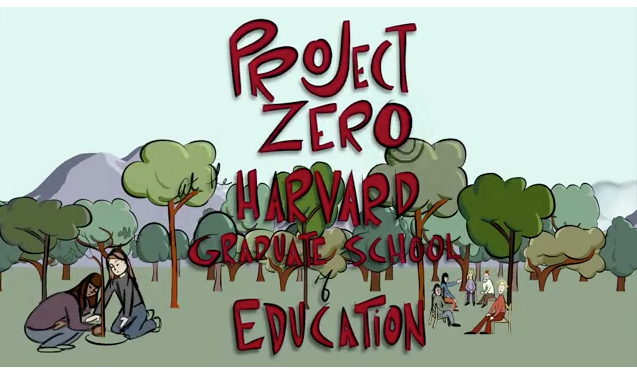 PROJECT
ZERO
at the
HARVARD
GRADUATE SCHOOL
of
EDUCATION